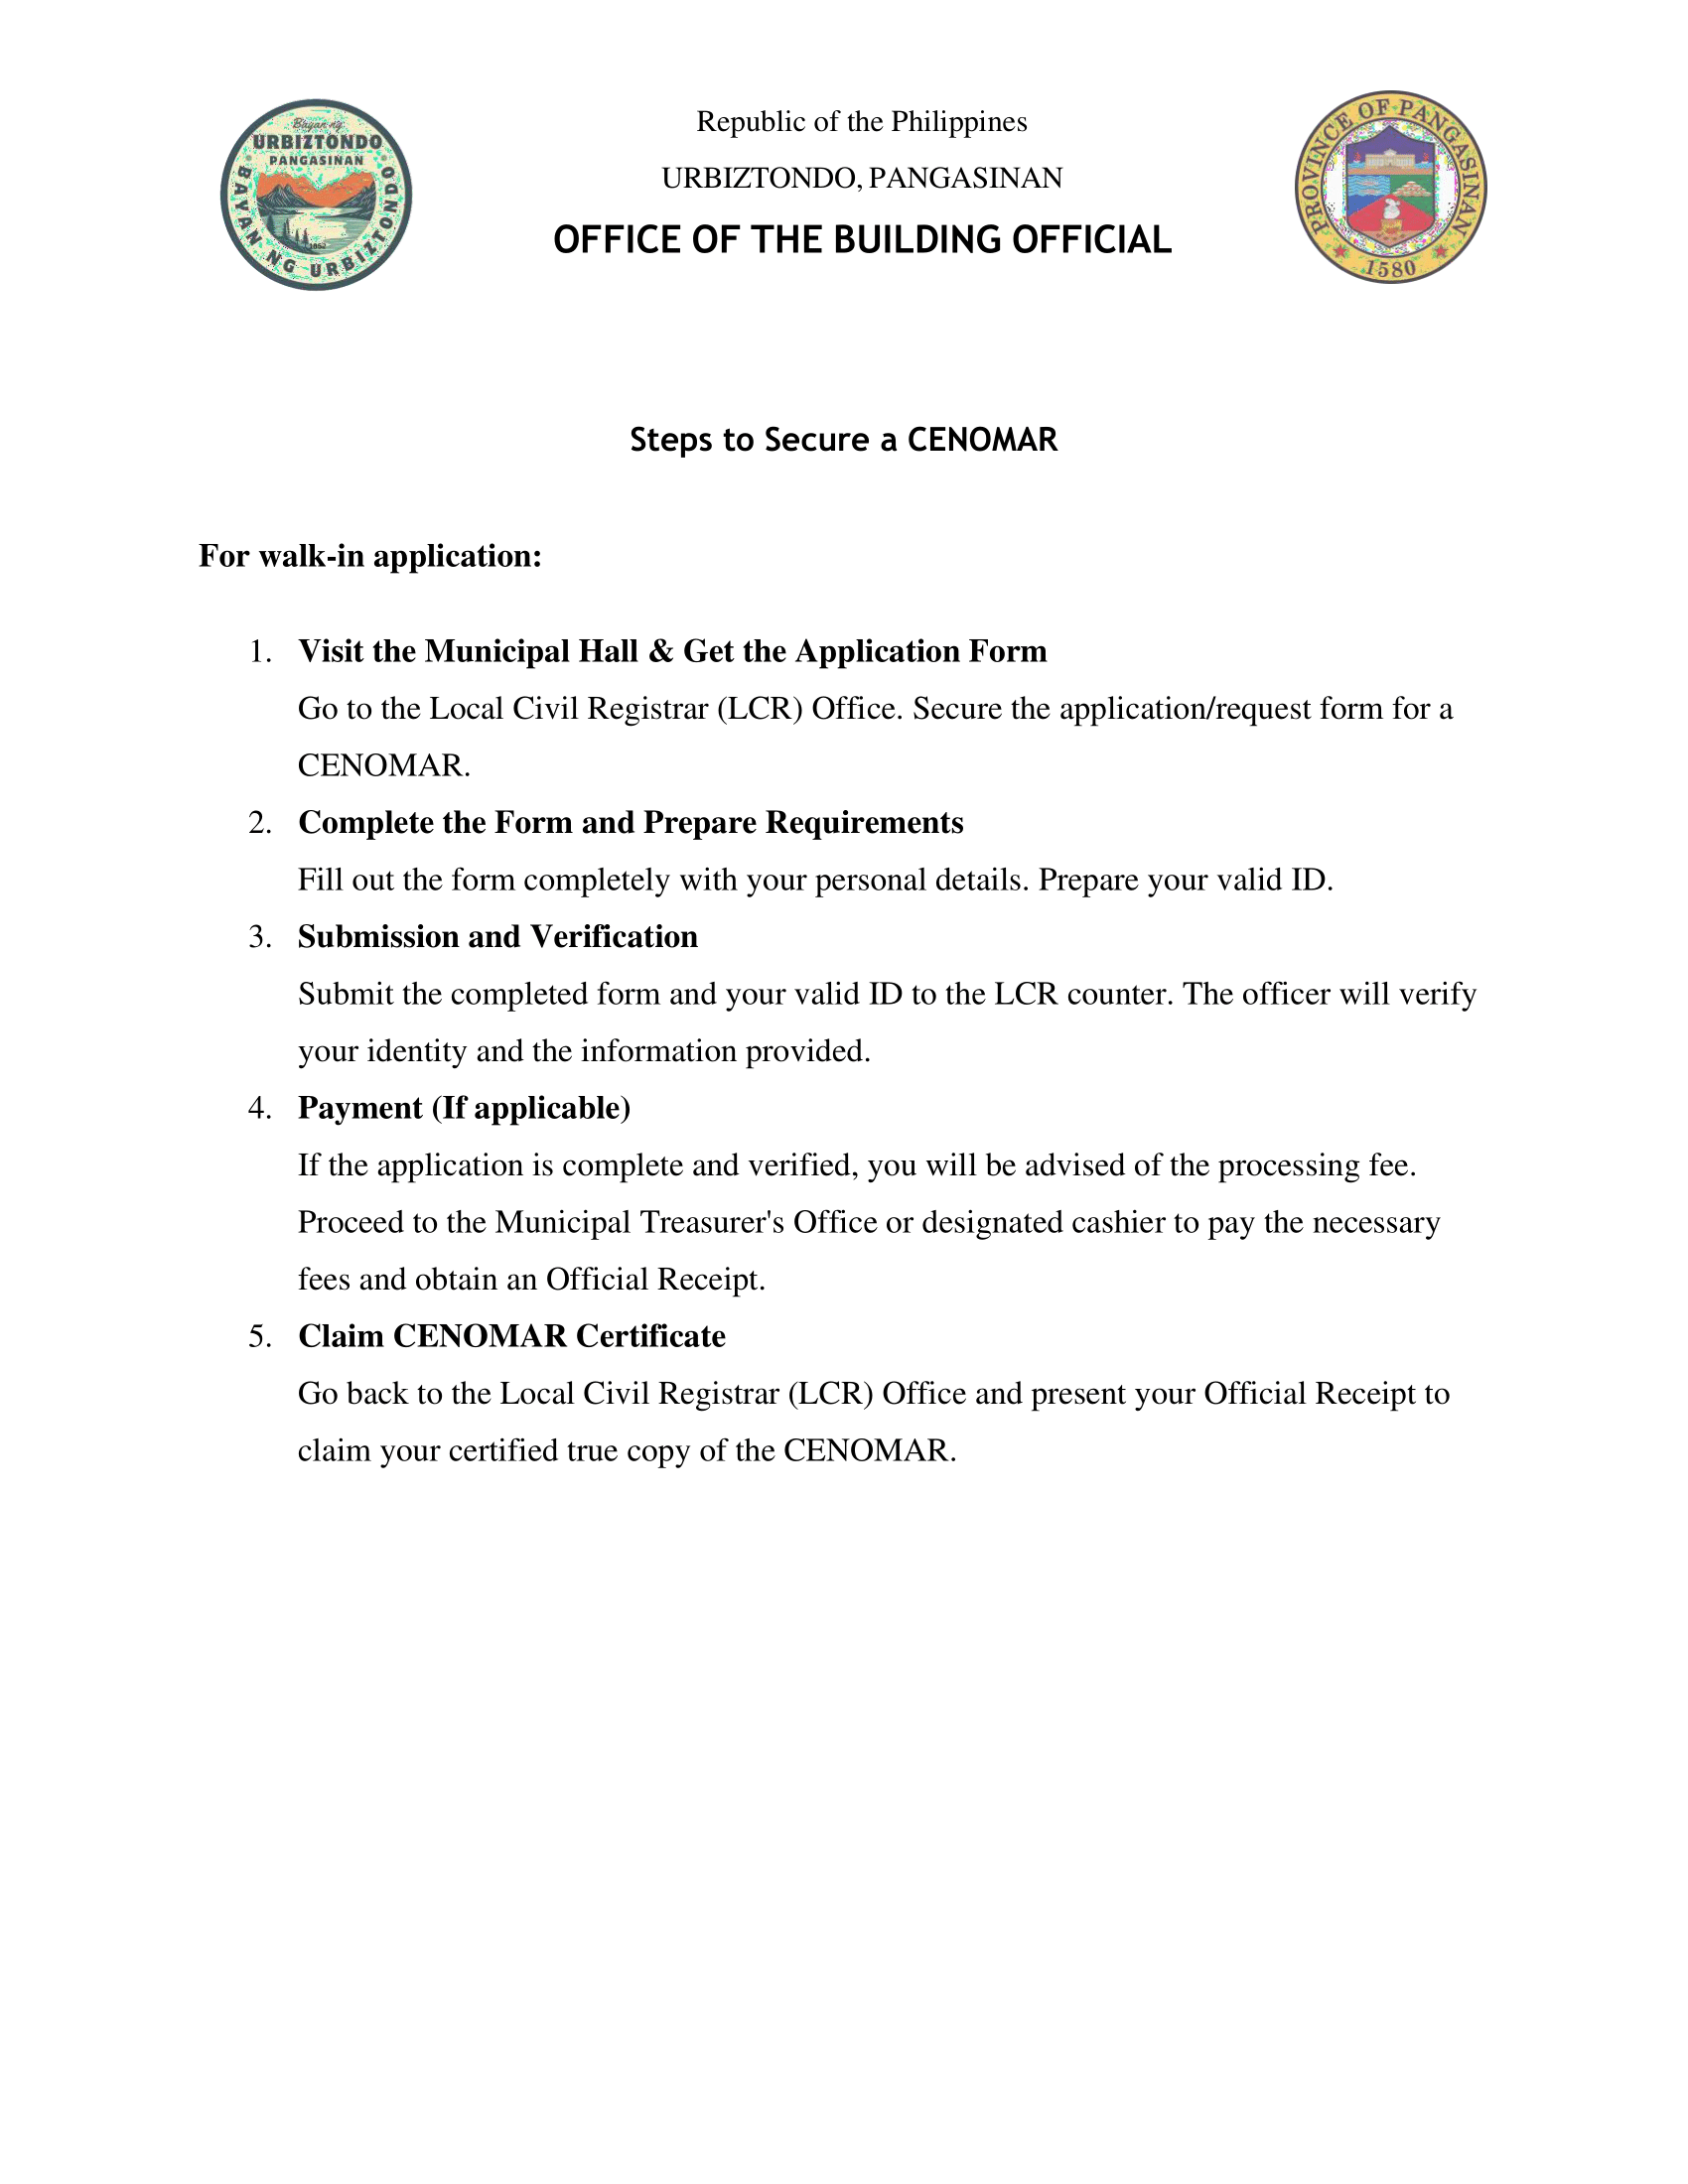 Bayan ng
URBIZTONDO
PANGASINAN
BAYAN NG URBIZTONDO
1852
Republic of the Philippines
URBIZTONDO, PANGASINAN
OFFICE OF THE BUILDING OFFICIAL
PROVINCE OF PANGASINAN
1580
Steps to Secure a CENOMAR
For walk-in application:
1. Visit the Municipal Hall & Get the Application Form
Go to the Local Civil Registrar (LCR) Office. Secure the application/request form for a
CENOMAR.
2. Complete the Form and Prepare Requirements
Fill out the form completely with your personal details. Prepare your valid ID.
3. Submission and Verification
Submit the completed form and your valid ID to the LCR counter. The officer will verify
your identity and the information provided.
4. Payment (If applicable)
If the application is complete and verified, you will be advised of the processing fee.
Proceed to the Municipal Treasurer's Office or designated cashier to pay the necessary
fees and obtain an Official Receipt.
5. Claim CENOMAR Certificate
Go back to the Local Civil Registrar (LCR) Office and present your Official Receipt to
claim your certified true copy of the CENOMAR.